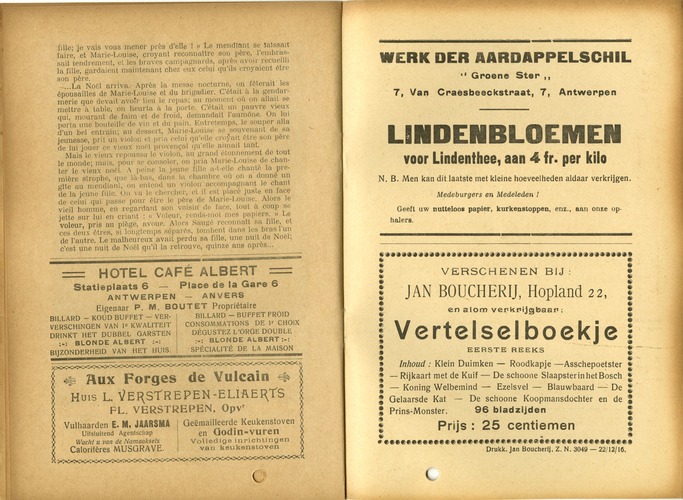 fille; je vais vous mener près d'elle ! » Le mendiant se laissait
faire, et Marie-Louise, croyant reconnaître son père, l'embras-
sait tendrement, et les braves campagnards, après avoir recueilli
la fille, gardaient maintenant chez eux celui qu'ils croyaient être
son père.
...La Noël arriva. Après la messe nocturne, on fêterait les
épousailles de Marie-Louise et du brigadier. C'était à la gendar-
merie que devait avoir lieu le repas; au moment où on allait se
mettre à table, on heurta à la porte. C'était un pauvre vieux
qui, mourant de faim et de froid, demandait l'aumône. On lui
porta une bouteille de vin et du pain. Entretemps, le souper alla
d'un bel entrain; au dessert, Marie-Louise se souvenant de sa
jeunesse, prit un violon et pria celui qu'elle croyait être son père
de lui jouer ce vieux noël provençal qu'elle aimait tant.
Mais le vieux repoussa le violon, au grand étonnement de tout
le monde; mais, pour se consoler, on pria Marie-Louise de chan-
ter le vieux noël. A peine la jeune fille a-t-elle chanté la pre-
mière strophe, que là-bas, dans la chambre où on a donné un
gîte au mendiant, on entend un violon accompagnant le chant
de la jeune fille. On va le chercher, et il est placé juste en face
de celui qui passe pour être le père de Marie-Louise. Alors le
vieil homme, en regardant son voisin de face, tout à coup se
jette sur lui en criant : « Voleur, rends-moi mes papiers. » Le
voleur, pris au piège, avoue. Alors Saugé reconnaît sa fille, et
ces deux êtres, si longtemps séparés, tombent dans les bras l'un
de l'autre. Le malheureux avait perdu sa fille, une nuit de Noël;
c'est une nuit de Noël qu'il la retrouve, quinze ans après...
HOTEL CAFÉ ALBERT
Statieplaats 6 — Place de la Gare 6
ANTWERPEN — ANVERS
Eigenaar P. M. BOUTET Propriétaire
BILLARD — KOUD BUFFET — VER-
VERSCHINGEN VAN 1e KWALITEIT
DRINKT HET DUBBEL GARSTEN
:-: BLONDE ALBERT :-:
BIJZONDERHEID VAN HET HUIS.
BILLARD — BUFFET FROID
CONSOMMATIONS DE 1e CHOIX
DÉGUSTEZ L'ORGE DOUBLE
:-: BLONDE ALBERT :-:
SPÉCIALITÉ DE LA MAISON
Aux Forges de Vulcain
HUIS L. VERSTREPEN-ELIAERTS
FL. VERSTREPEN, Opvr
Vulhaarden E. M. JAARSMA
Uitsluitend Agentschap
Wacht u van de Namaaksels
Calorifères MUSGRAVE.
Geëmailleerde Keukenstoven
en Godin-vuren
Volledige inrichtingen
van keukenstoven
WERK DER AARDAPPELSCHIL
,, Groene Ster ,,
7, Van Craesbeeckstraat, 7, Antwerpen
LINDENBLOEMEN
voor Lindenthee, aan 4 fr. per kilo
N. B. Men kan dit laatste met kleine hoeveelheden aldaar verkrijgen.
Medeburgers en Medeleden !
Geeft uw nutteloos papier, kurkenstoppen, enz., aan onze op-
halers.
VERSCHENEN BIJ :
JAN BOUCHERIJ, Hopland 22,
en alom verkrijgbaar:
Vertelselboekje
EERSTE REEKS
Inhoud : Klein Duimken — Roodkapje — Asschepoetster
— Rijkaart met de Kuif — De schoone Slaapster in het Bosch
— Koning Welbemind — Ezelsvel — Blauwbaard — De
Gelaarsde Kat — De schoone Koopmansdochter en de
Prins-Monster. 96 bladzijden
Prijs : 25 centiemen
Drukk. Jan Boucherij, Z. N. 3049 — 22/12/16.